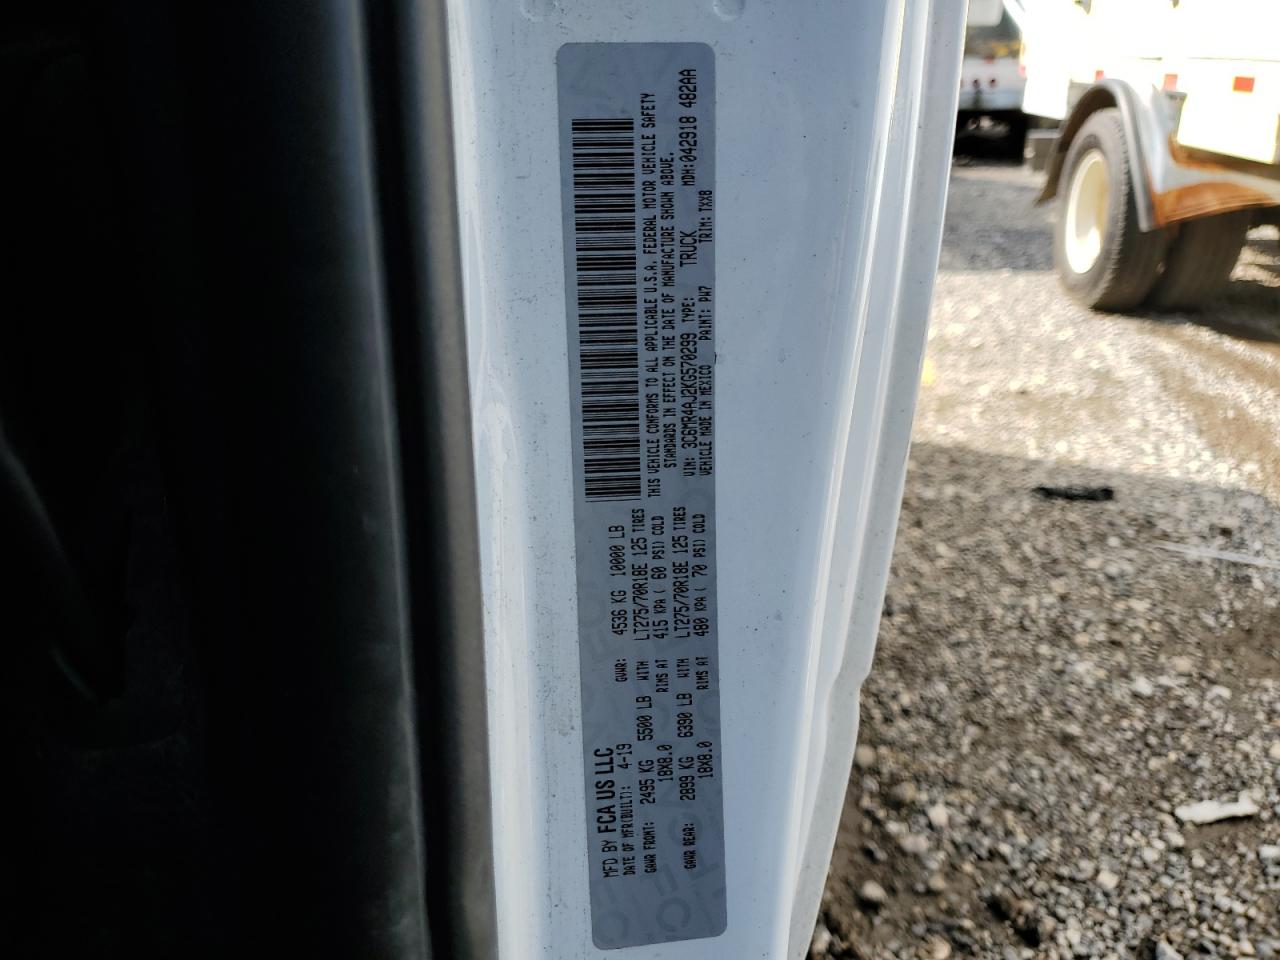 MFD BY FCA US LLC
DATE OF MFR(BUILT): 4-19 GVWR: 4536 KG 10000 LB
GAWR FRONT: 2495 KG 5500 LB WITH LT275/70R18E 125 TIRES
18X8.0 RIMS AT 415 KPA ( 60 PSI) COLD
GAWR REAR: 2899 KG 6390 LB WITH LT275/70R18E 125 TIRES
18X8.0 RIMS AT 480 KPA ( 70 PSI) COLD
THIS VEHICLE CONFORMS TO ALL APPLICABLE U.S.A. FEDERAL MOTOR VEHICLE SAFETY
STANDARDS IN EFFECT ON THE DATE OF MANUFACTURE SHOWN ABOVE.
VIN: 3C6MR4AJ2KG570299 TYPE: TRUCK MDH:042918 482AA
VEHICLE MADE IN MEXICO PAINT: PW7 TRIM: TXX8